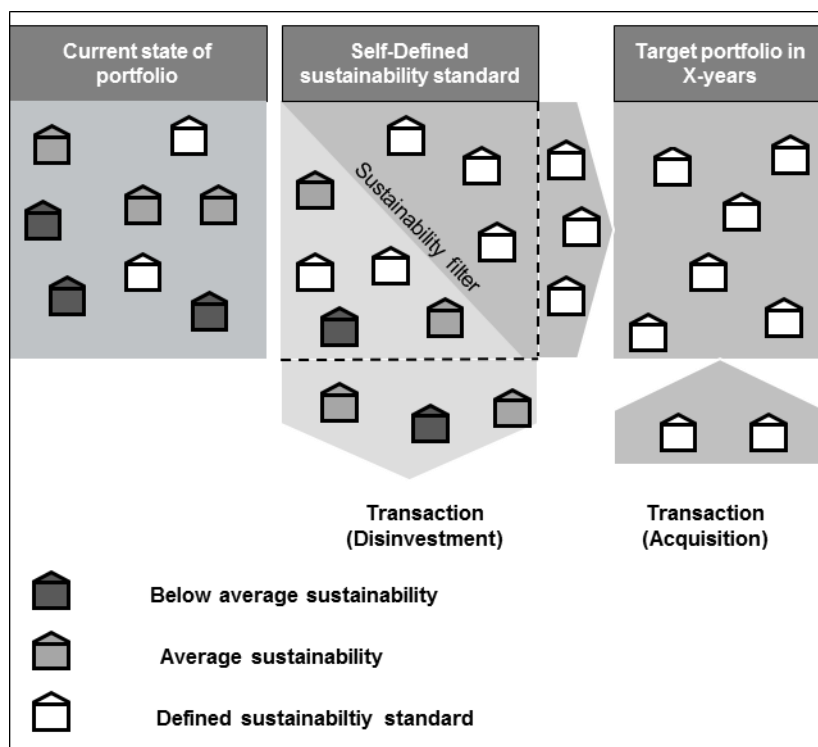 Current state of
portfolio
Self-Defined
sustainability standard
Target portfolio in
X-years
Sustainability filter
Transaction
(Disinvestment)
Transaction
(Acquisition)
Below average sustainability
Average sustainability
Defined sustainabiltiy standard